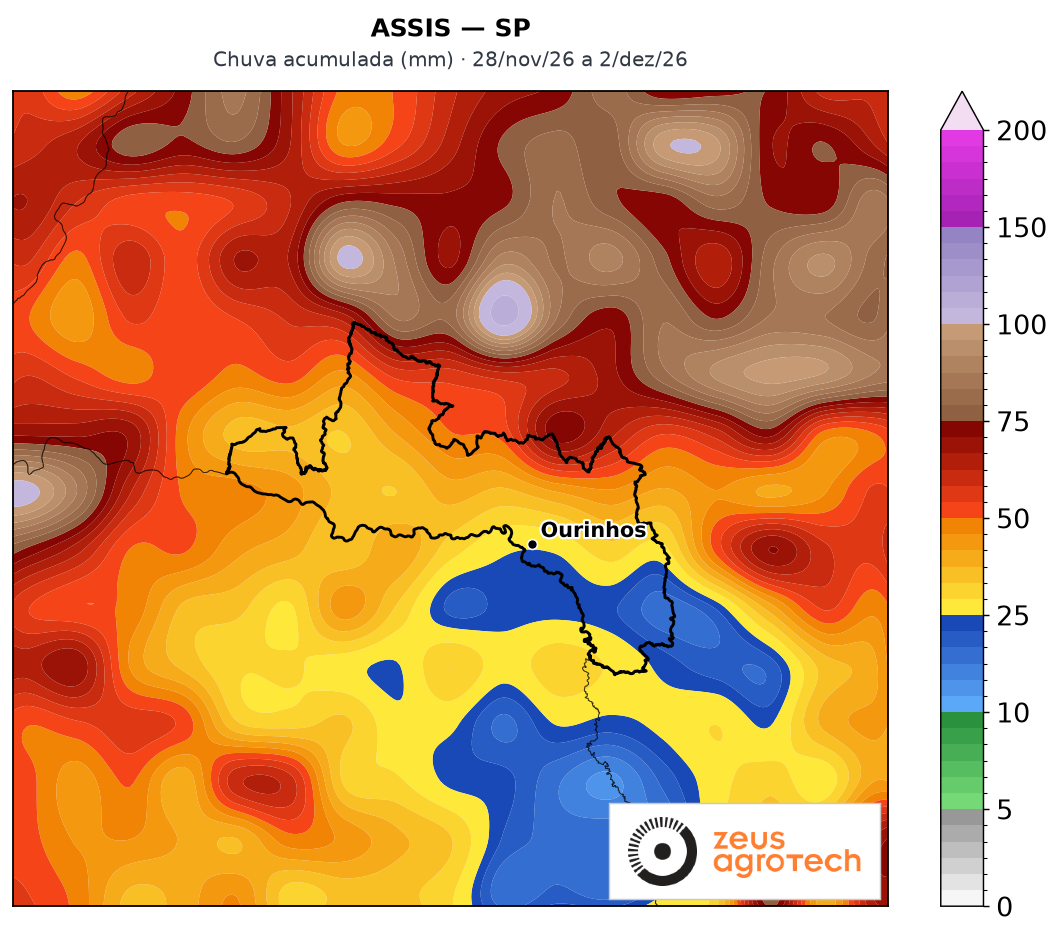 ASSIS — SP
Chuva acumulada (mm) · 28/nov/26 a 2/dez/26
200
150
100
75
50
25
10
5
0
Ourinhos
zeus
agrotech